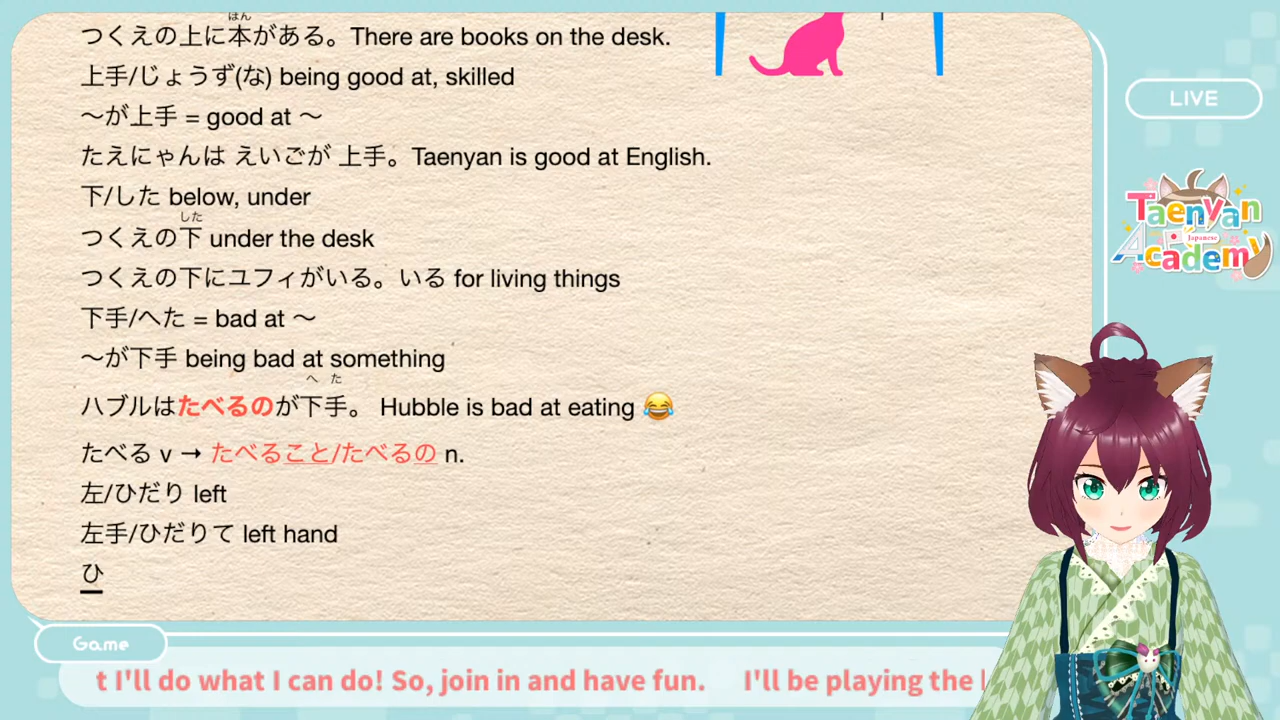 ほん
つくえの上に本がある。There are books on the desk.
上手/じょうず(な) being good at, skilled
〜が上手 = good at 〜
たえにゃんは えいごが 上手。Taenyan is good at English.
下/した below, under
した
つくえの下 under the desk
つくえの下にユフィがいる。いる for living things
下手/へた = bad at 〜
〜が下手 being bad at something
へ た
ハブルはたべるのが下手。 Hubble is bad at eating 😂
たべる v → たべること/たべるの n.
左/ひだり left
左手/ひだりて left hand
ひ
LIVE
Taenyan
Japanese
Academy
Game
t I'll do what I can do! So, join in and have fun. I'll be playing the